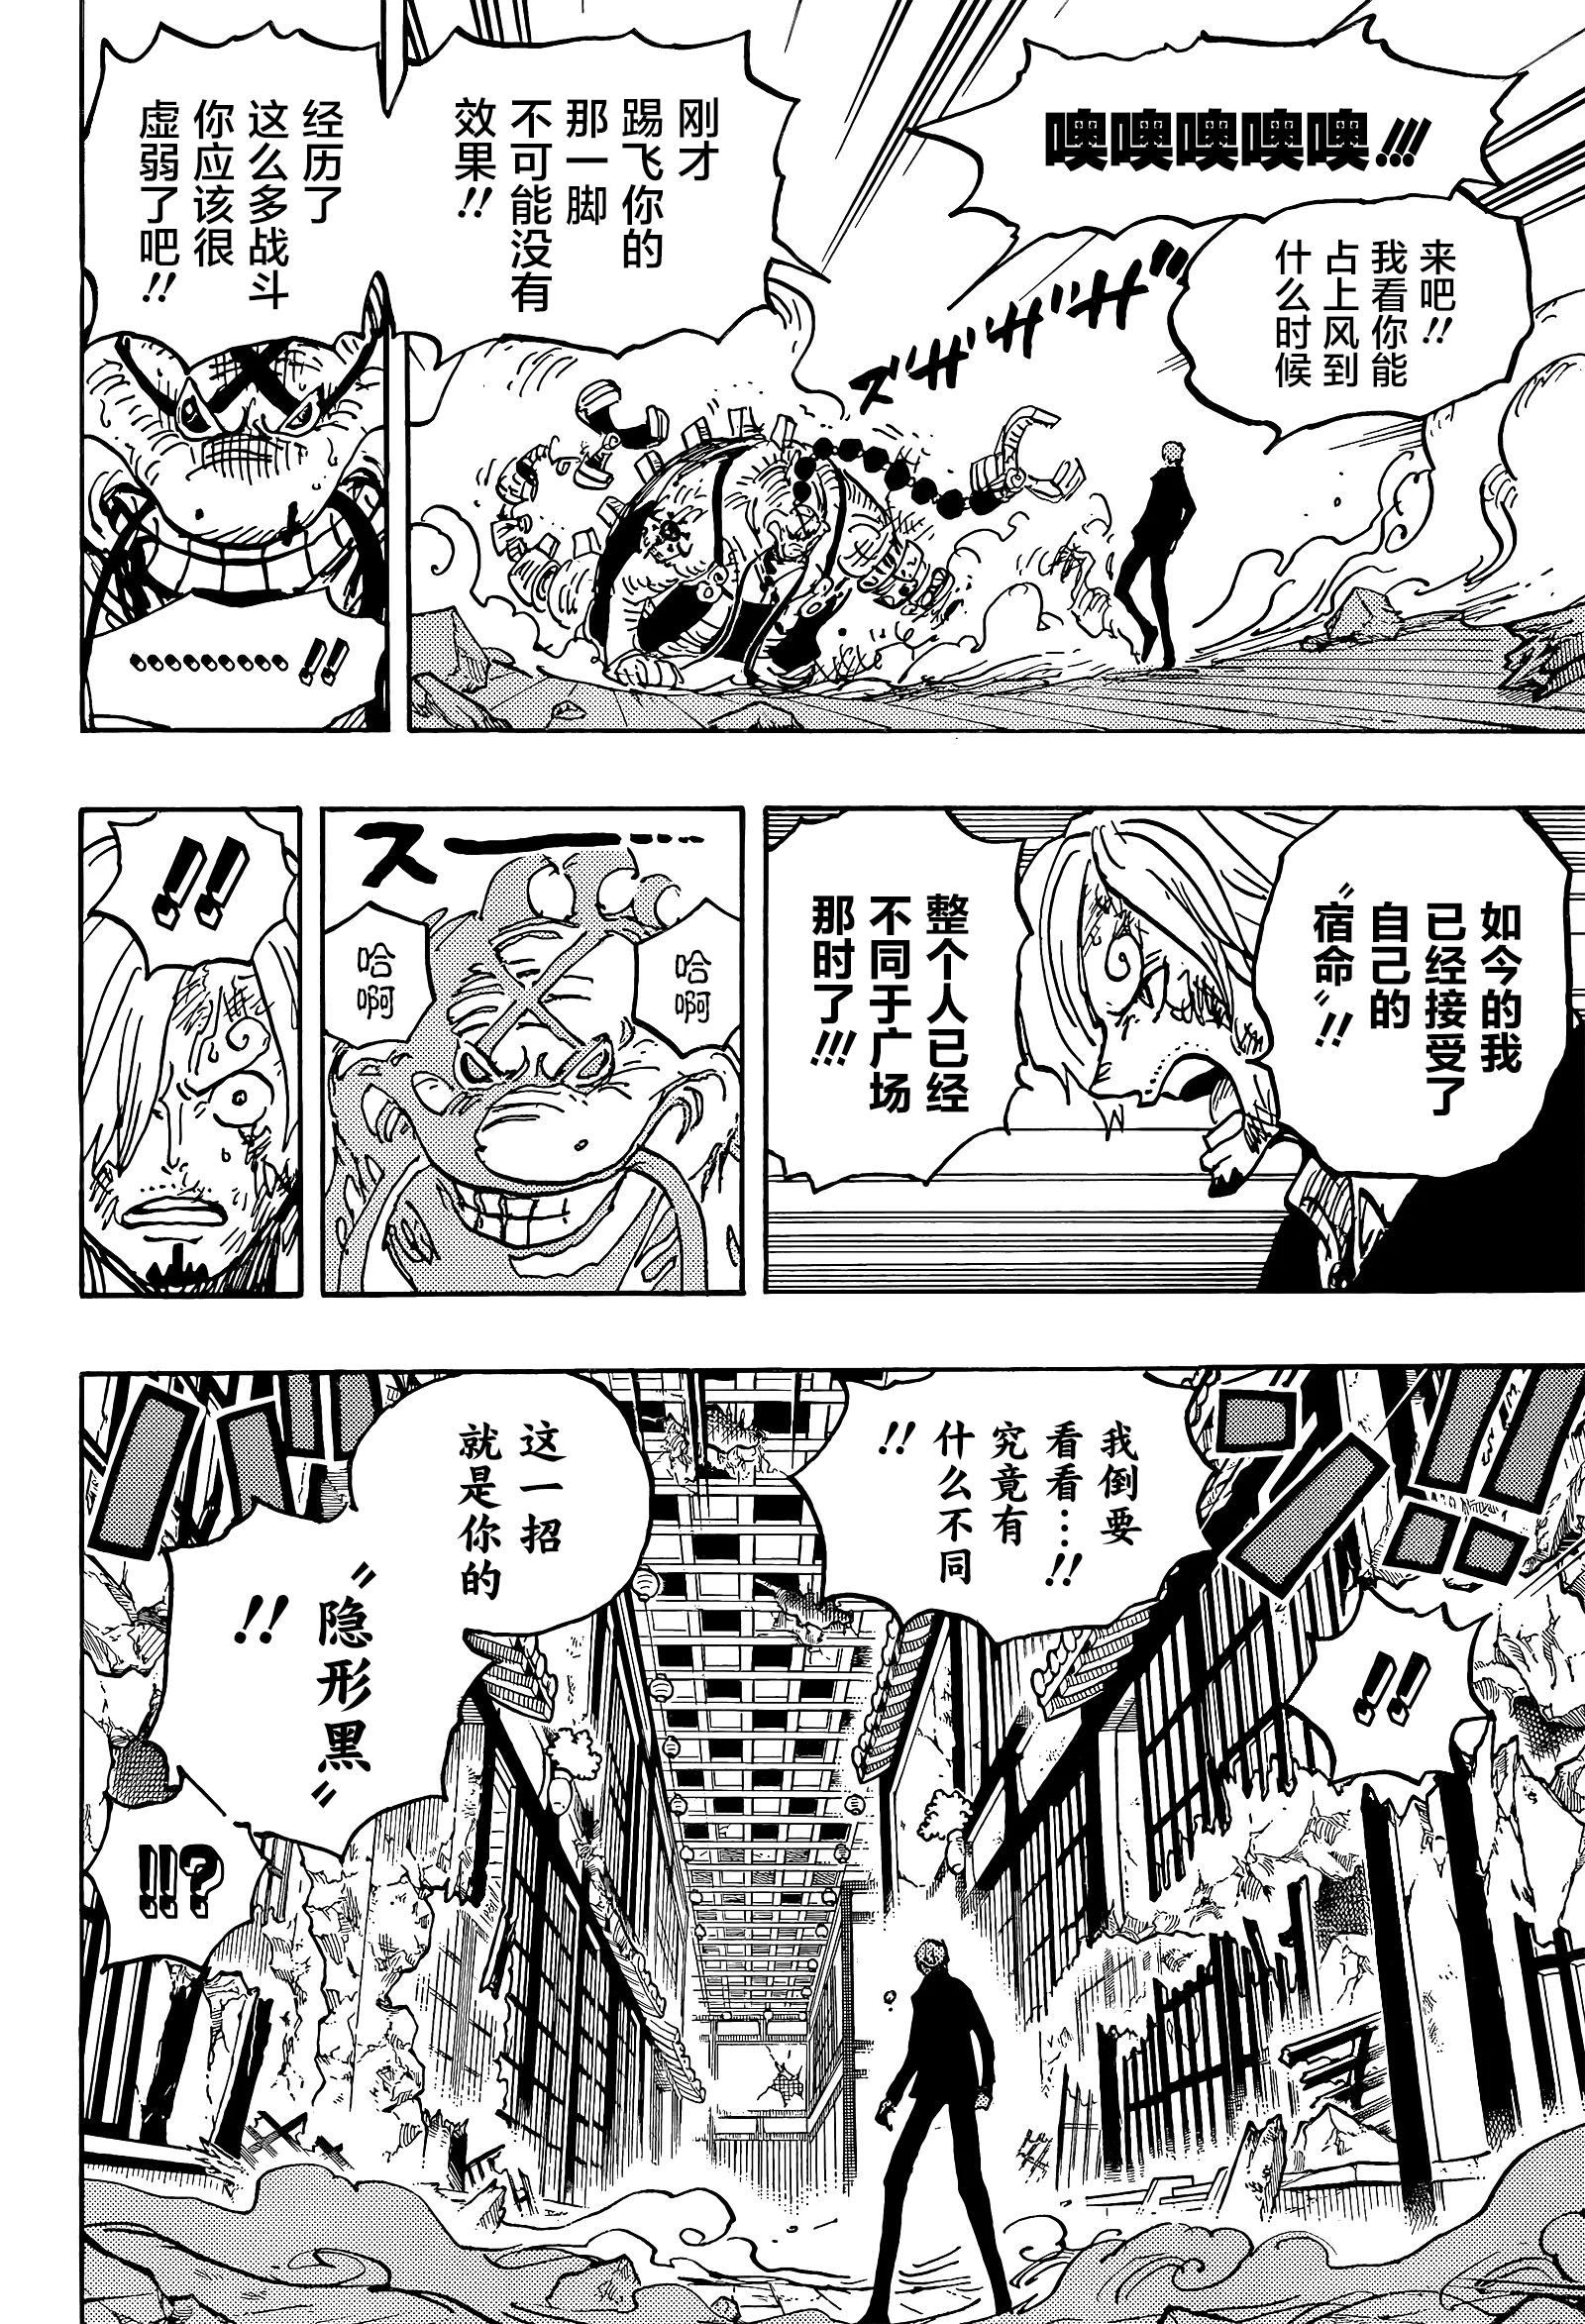 噢噢噢噢噢!!!
来吧!!
我看你能
占上风到
什么时候
ズザザザザ
刚才
踢飞你的
那一脚
不可能没有
效果!!
经历了
这么多战斗
你应该很
虚弱了吧!!
………!!
如今的我
已经接受了
自己的
“宿命”!!
整个人已经
不同于广场
那时了!!!
スー…
哈啊
哈啊
!!
我倒要
看看…!!
究竟有
什么不同
!!
!!
这一招
就是你的
“隐形黑”
!!
!!?